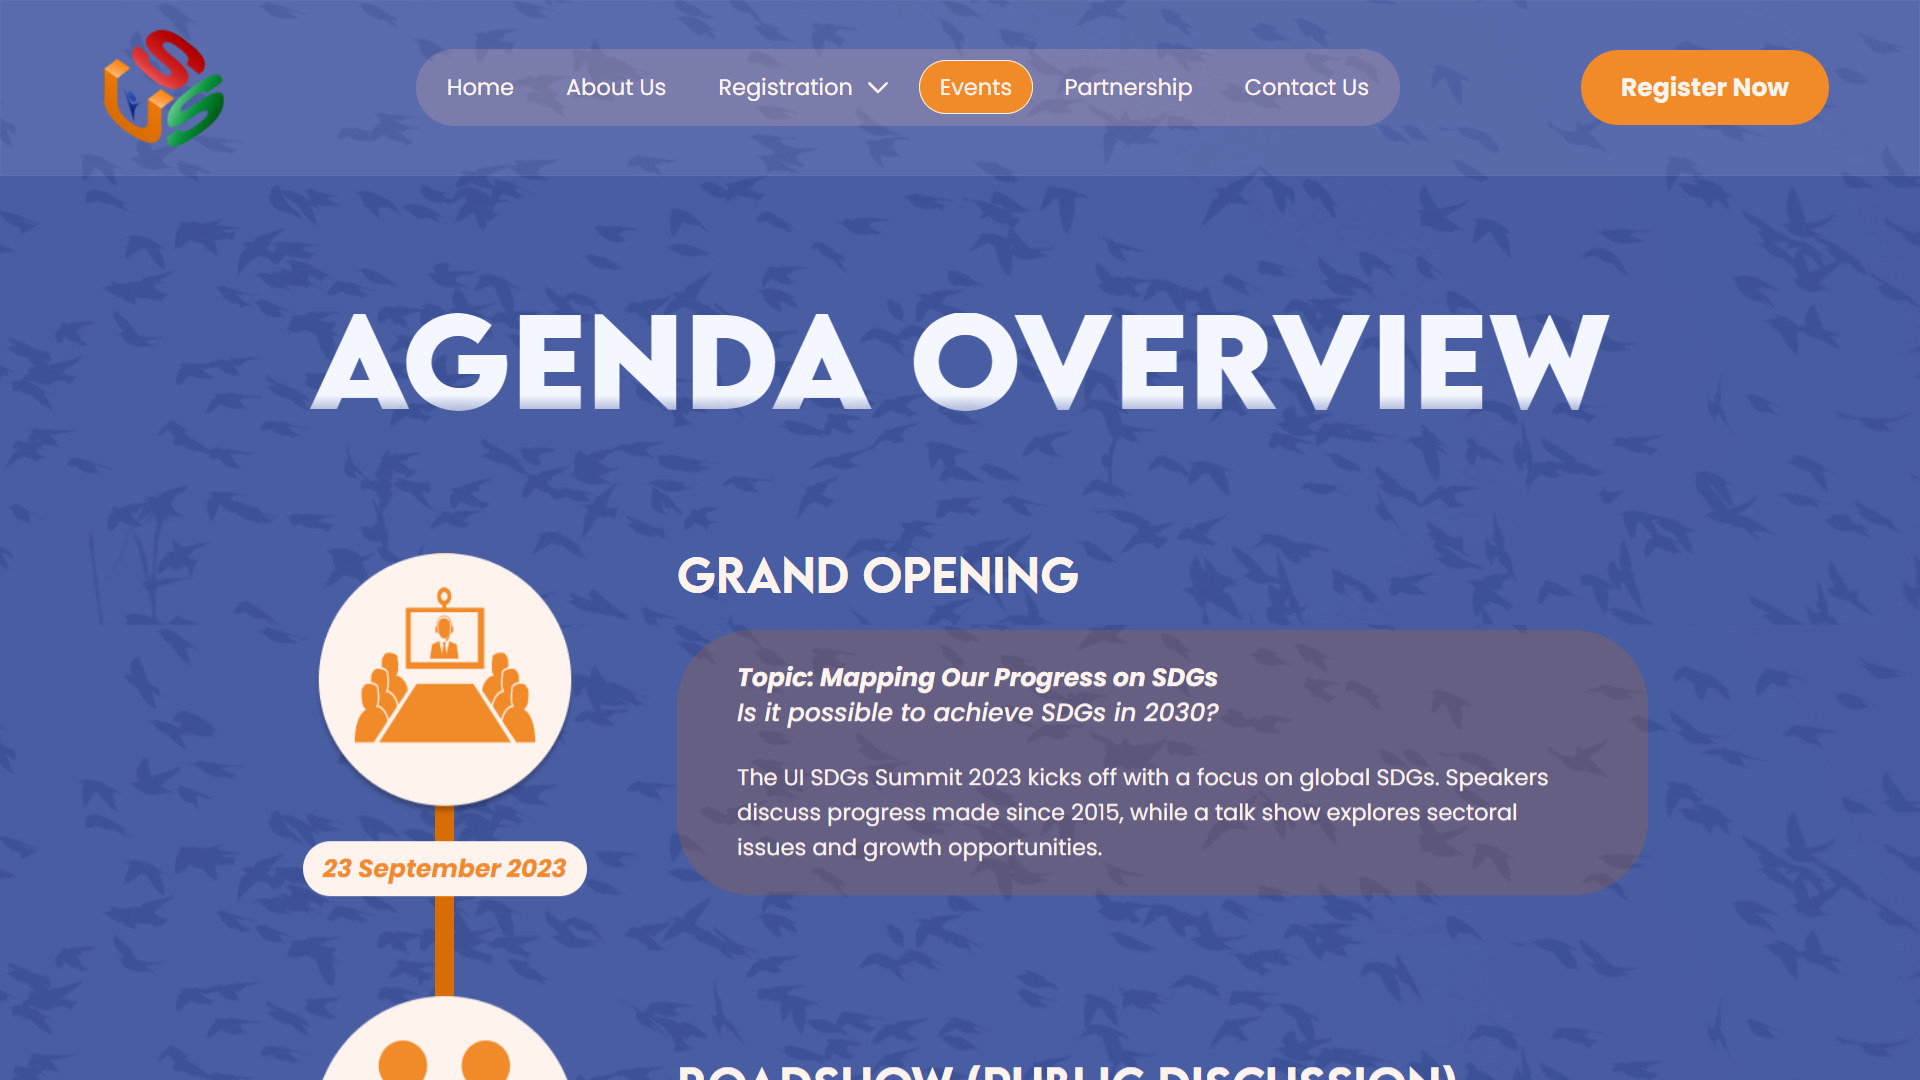 Home
About Us
Registration
Events
Partnership
Contact Us
Register Now
AGENDA OVERVIEW
GRAND OPENING
Topic: Mapping Our Progress on SDGs
Is it possible to achieve SDGs in 2030?
The UI SDGs Summit 2023 kicks off with a focus on global SDGs. Speakers
discuss progress made since 2015, while a talk show explores sectoral
issues and growth opportunities.
23 September 2023
ROADSHOW (PUBLIC DISCUSSION)